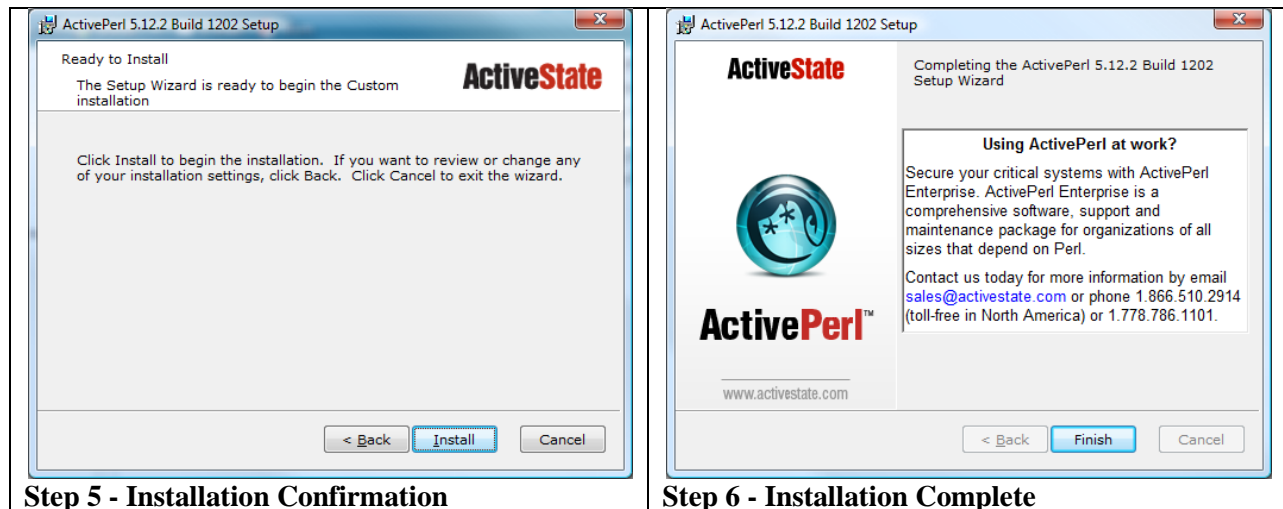 ActivePerl 5.12.2 Build 1202 Setup
Ready to Install
The Setup Wizard is ready to begin the Custom
installation
ActiveState
Click Install to begin the installation. If you want to review or change any
of your installation settings, click Back. Click Cancel to exit the wizard.
< Back
Install
Cancel
Step 5 - Installation Confirmation
ActivePerl 5.12.2 Build 1202 Setup
ActiveState
Completing the ActivePerl 5.12.2 Build 1202
Setup Wizard
Using ActivePerl at work?
Secure your critical systems with ActivePerl
Enterprise. ActivePerl Enterprise is a
comprehensive software, support and
maintenance package for organizations of all
sizes that depend on Perl.
Contact us today for more information by email
sales@activestate.com or phone 1.866.510.2914
(toll-free in North America) or 1.778.786.1101.
ActivePerl™
www.activestate.com
< Back
Finish
Cancel
Step 6 - Installation Complete